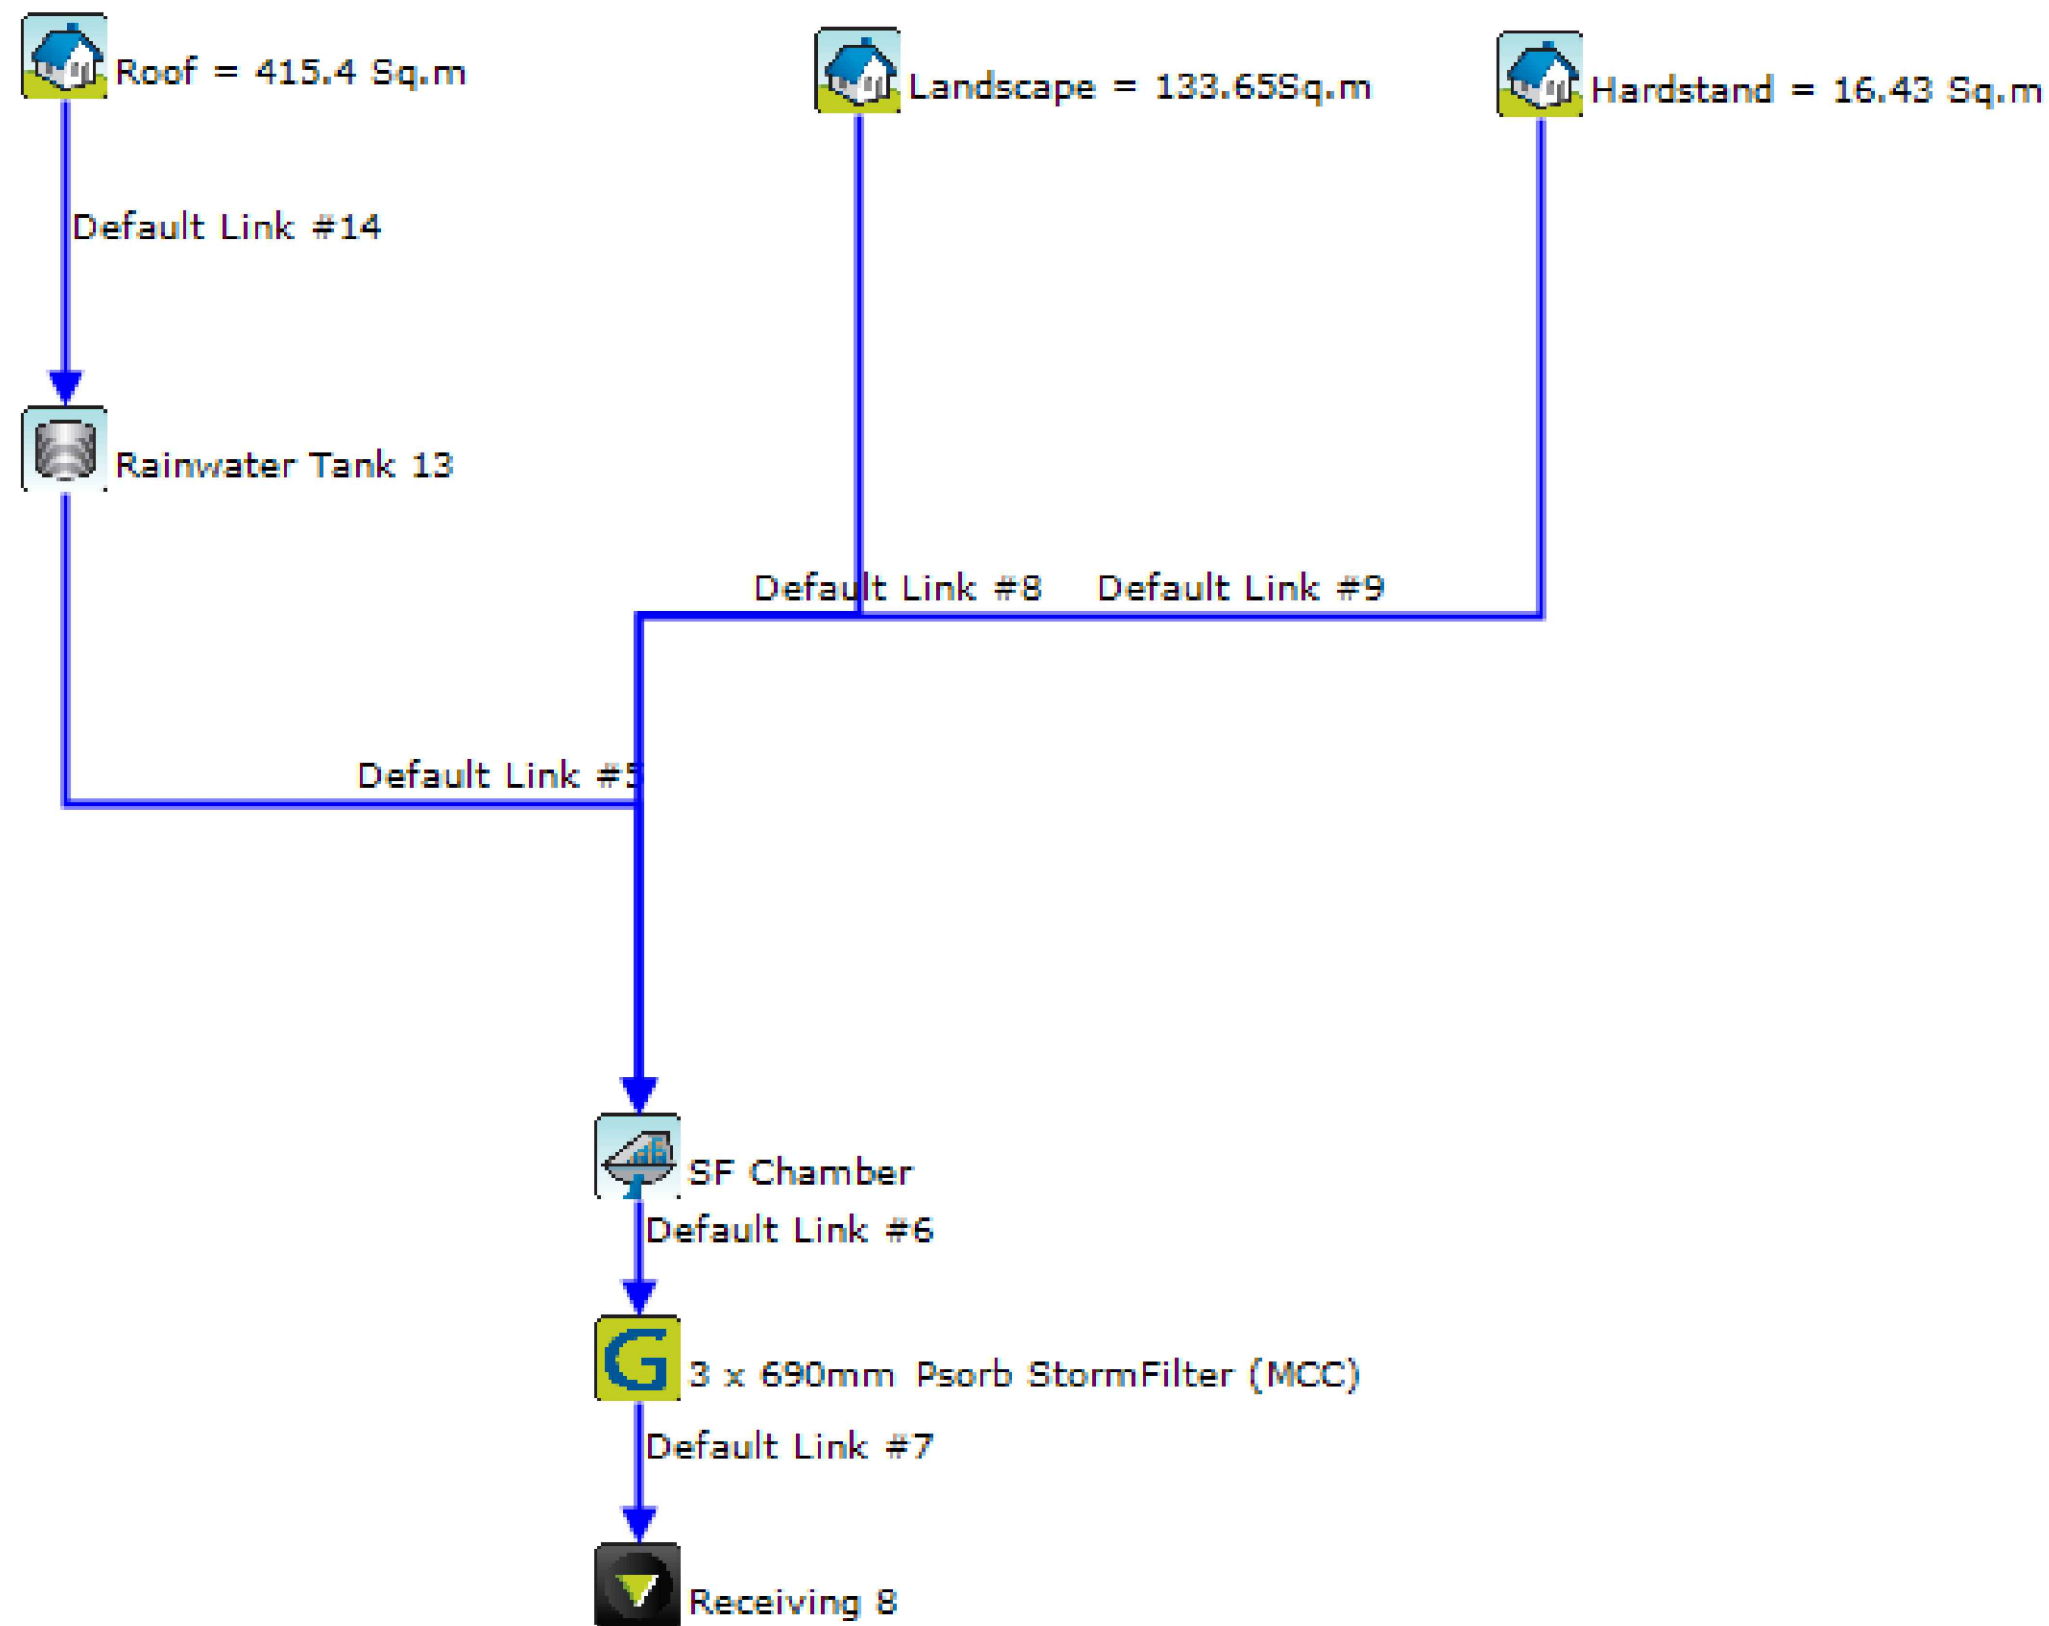 Roof = 415.4 Sq.m
Landscape = 133.65Sq.m
Hardstand = 16.43 Sq.m
Default Link #14
Rainwater Tank 13
Default Link #8
Default Link #9
Default Link #5
SF Chamber
Default Link #6
G
3 x 690mm Psorb StormFilter (MCC)
Default Link #7
Receiving 8